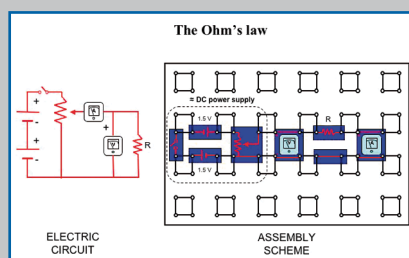 The Ohm's law
= DC power supply
1.5 V
R
1.5 V
+
-
+
-
+
R
ELECTRIC
CIRCUIT
ASSEMBLY
SCHEME